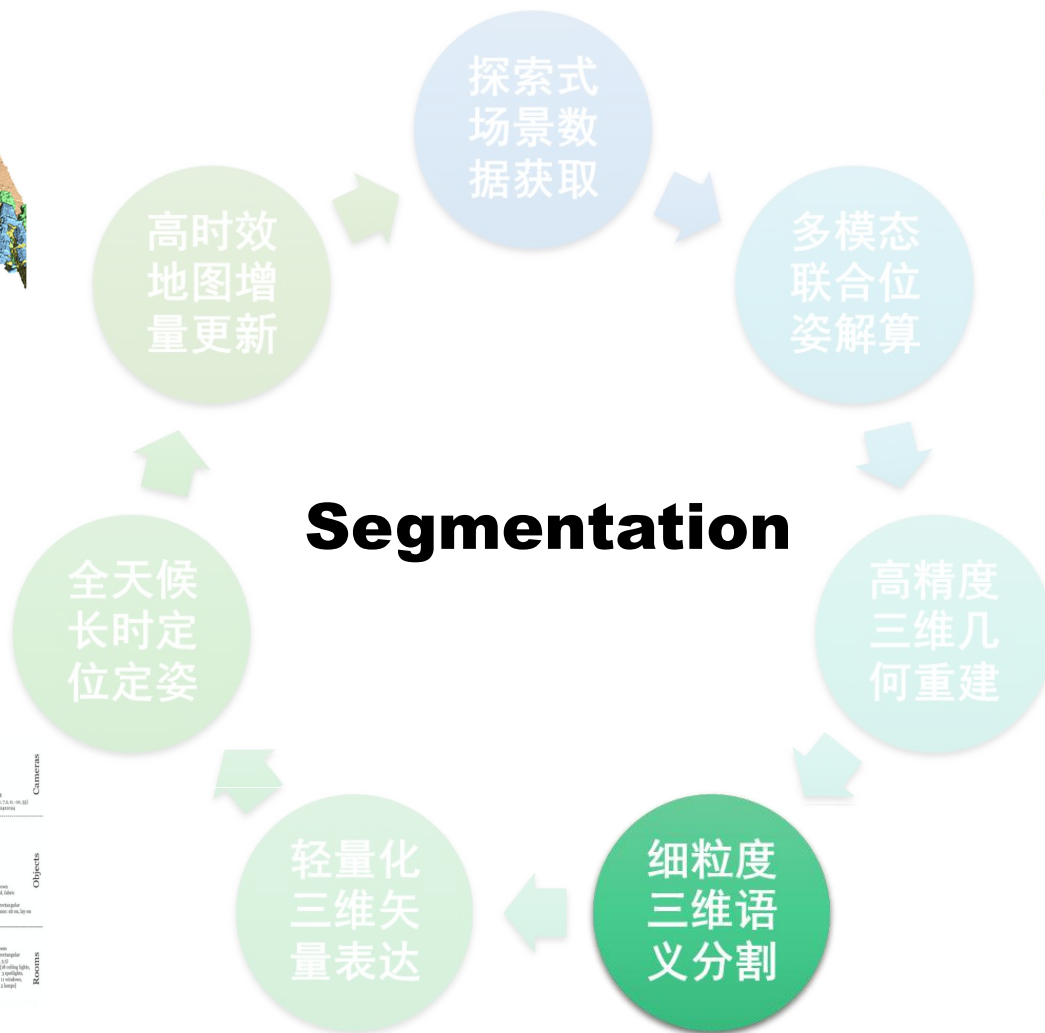 探索式
场景数
据获取
多模态
联合位
姿解算
高精度
三维几
何重建
细粒度
三维语
义分割
轻量化
三维矢
量表达
全天候
长时定
位定姿
高时效
地图增
量更新
Segmentation
Cameras
Objects
Rooms